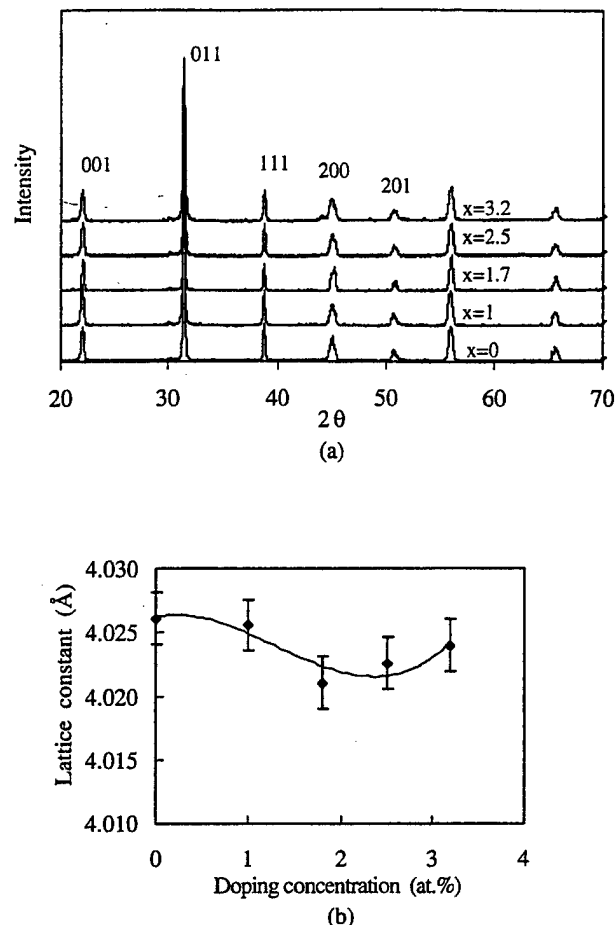 011
001
111
200
201
x=3.2
x=2.5
x=1.7
x=1
x=0
Intensity
20 30 40 50 60 70
2θ
(a)
4.030
4.025
4.020
4.015
4.010
Lattice constant (Å)
0 1 2 3 4
Doping concentration (at.%)
(b)